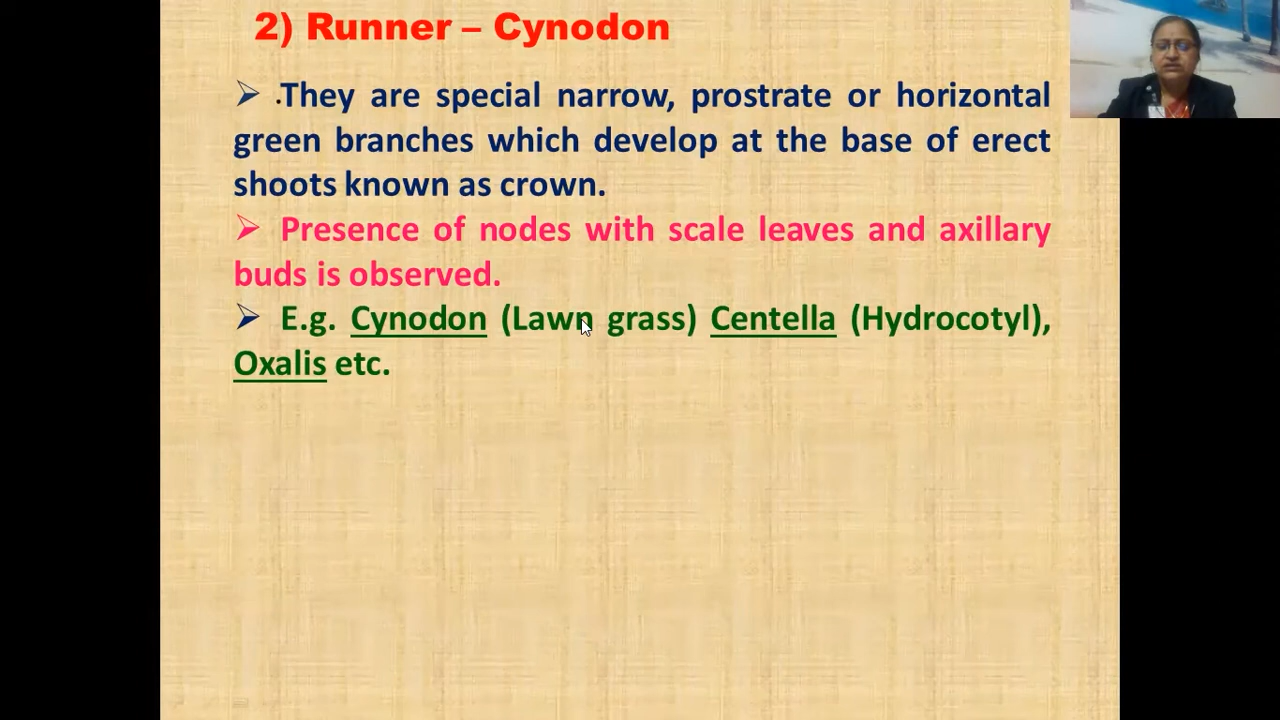 2) Runner – Cynodon
➢ .They are special narrow, prostrate or horizontal
green branches which develop at the base of erect
shoots known as crown.
➢ Presence of nodes with scale leaves and axillary
buds is observed.
➢ E.g. Cynodon (Lawn grass) Centella (Hydrocotyl),
Oxalis etc.